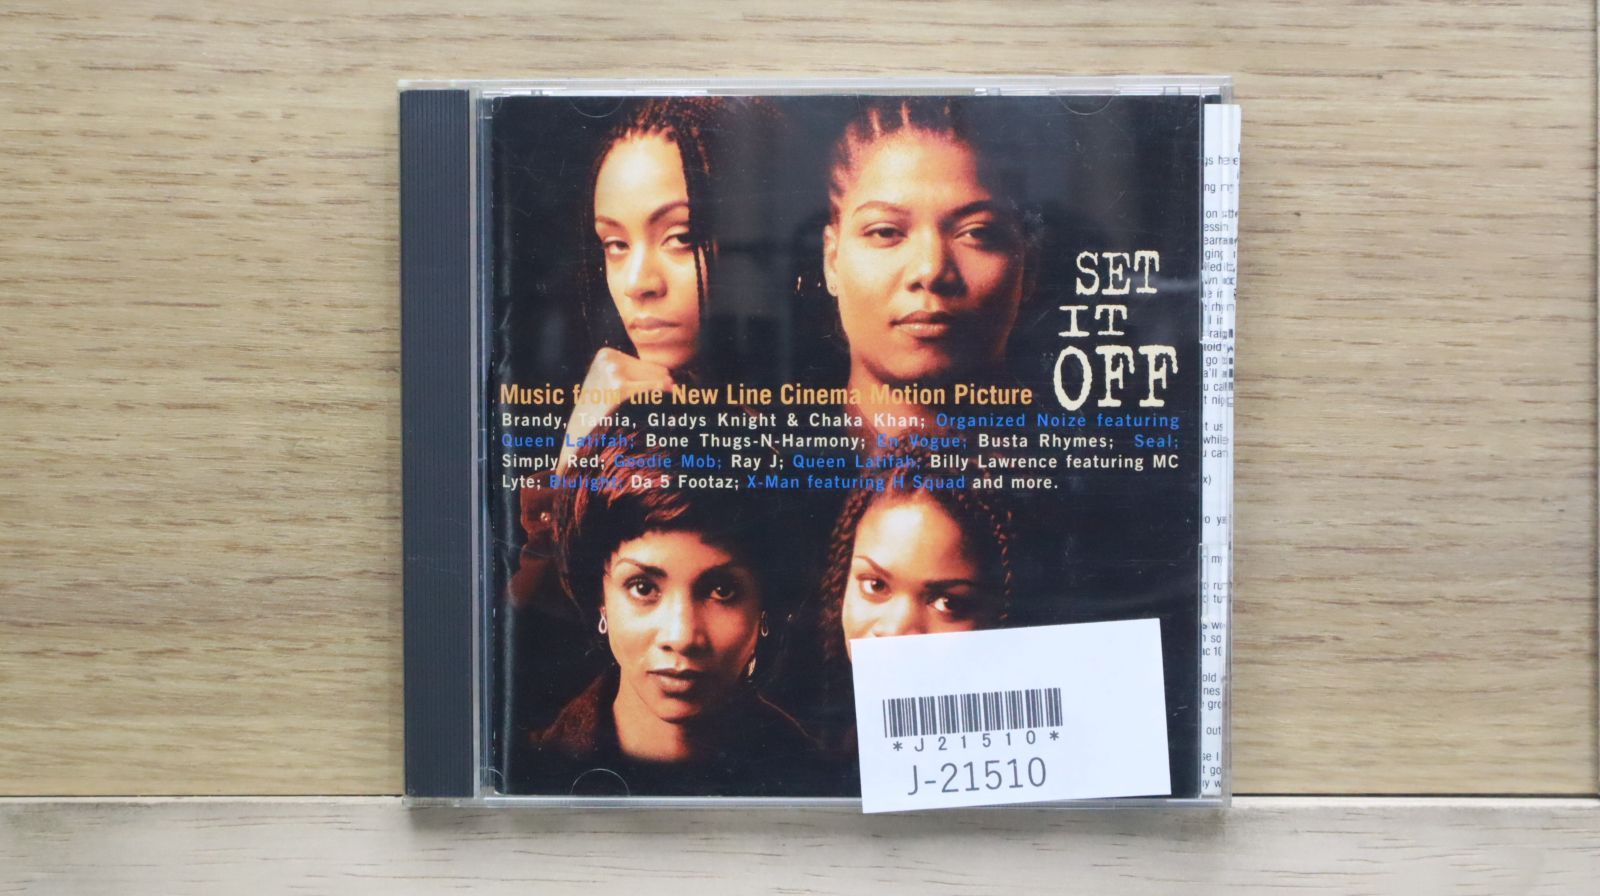 SET
IT
OFF
Music from the New Line Cinema Motion Picture
Brandy, Tamia, Gladys Knight & Chaka Khan; Organized Noize featuring
Queen Latifah; Bone Thugs-N-Harmony; En Vogue; Busta Rhymes; Seal;
Simply Red; Goodie Mob; Ray J; Queen Latifah; Billy Lawrence featuring MC
Lyte; Blulight; Da 5 Footaz; X-Man featuring H Squad and more.
*J21510*
J-21510